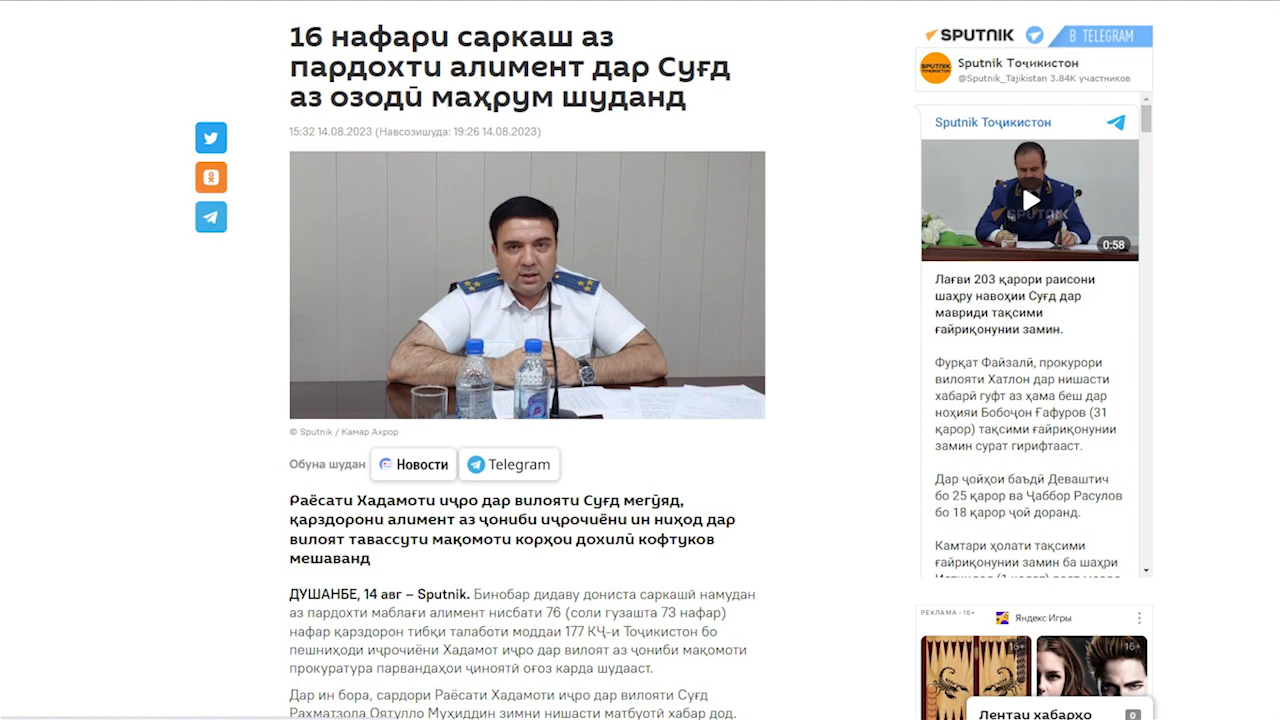 16 нафари саркаш аз
пардохти алимент дар Суғд
аз озодӣ маҳрум шуданд
15:32 14.08.2023 (Навсозишуда: 19:26 14.08.2023)
© Sputnik / Камар Ахрор
Обуна шудан
Новости
Telegram
Раёсати Хадамоти иҷро дар вилояти Суғд мегӯяд,
қарздорони алимент аз ҷониби иҷрочиёни ин ниҳод дар
вилоят тавассути мақомоти корҳои дохилӣ кофтуков
мешаванд
ДУШАНБЕ, 14 авг – Sputnik. Бинобар дидаву дониста саркашӣ намудан
аз пардохти маблағи алимент нисбати 76 (соли гузашта 73 нафар)
нафар қарздорон тибқи талаботи моддаи 177 КҶ-и Тоҷикистон бо
пешниҳоди иҷрочиёни Хадамот иҷро дар вилоят аз ҷониби мақомоти
прокуратура парвандаҳои ҷиноятӣ оғоз карда шудааст.
Дар ин бора, сардори Раёсати Хадамоти иҷро дар вилояти Суғд
Раҳматзода Оятулло Муҳиддин зимни нишасти матбуотӣ хабар дод.
SPUTNIK
В TELEGRAM
Sputnik Тоҷикистон
@Sputnik_Tajikistan 3.84K участников
Sputnik Тоҷикистон
SPUTNIK
0:58
Лағви 203 қарори раисони
шаҳру навоҳии Суғд дар
мавриди тақсими
ғайриқонунии замин.
Фурқат Файзалӣ, прокурори
вилояти Хатлон дар нишасти
хабарӣ гуфт аз ҳама беш дар
ноҳияи Бобоҷон Ғафуров (31
қарор) тақсими ғайриқонунии
замин сурат гирифтааст.
Дар ҷойҳои баъдӣ Деваштич
бо 25 қарор ва Ҷаббор Расулов
бо 18 қарор ҷой доранд.
Камтари ҳолати тақсими
ғайриқонунии замин ба шаҳри
РЕКЛАМА • 16+
Яндекс Игры
16+
16+
Лентаи хабарҳо
0